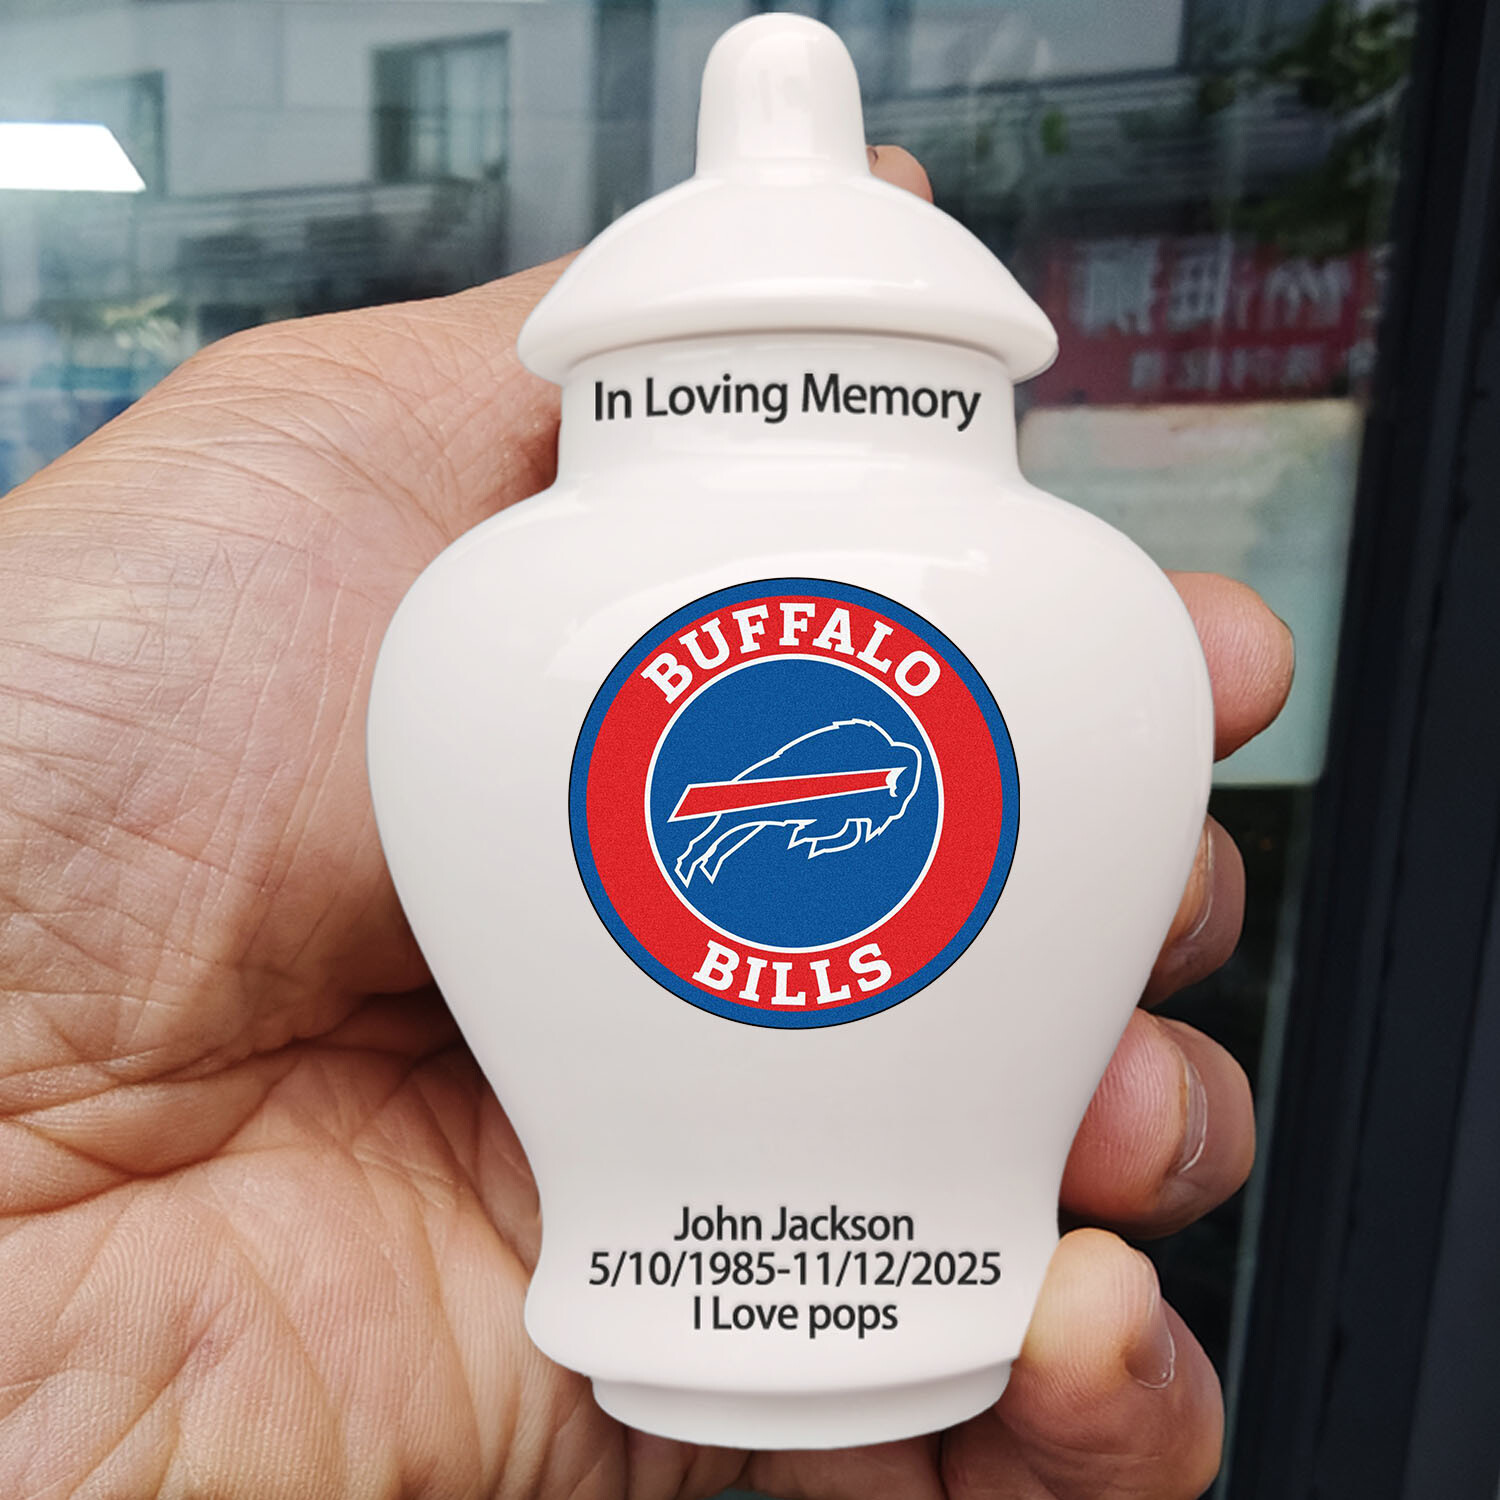 In Loving Memory
BUFFALO
BILLS
John Jackson
5/10/1985-11/12/2025
I Love pops